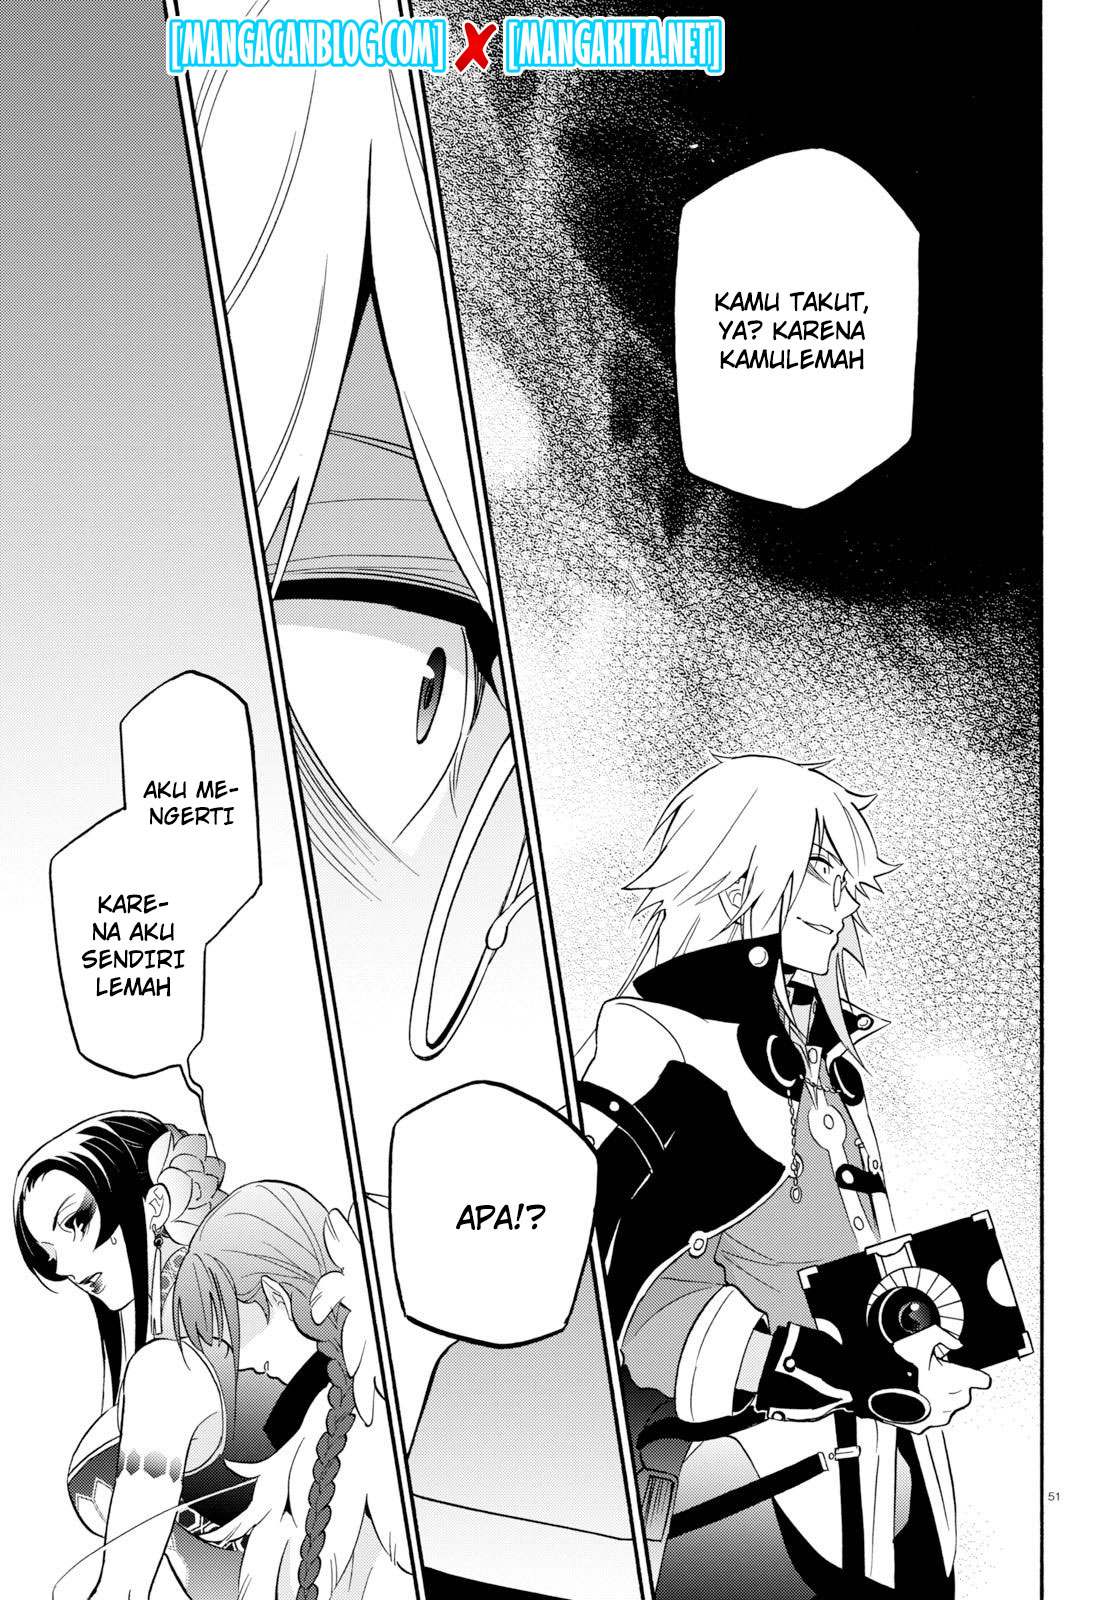 [MANGACANBLOG.COM] X [MANGAKITA.NET]
KAMU TAKUT,
YA? KARENA
KAMULEMAH
APA!?
AKU ME-
NGERTI
KARE-
NA AKU
SENDIRI
LEMAH
51